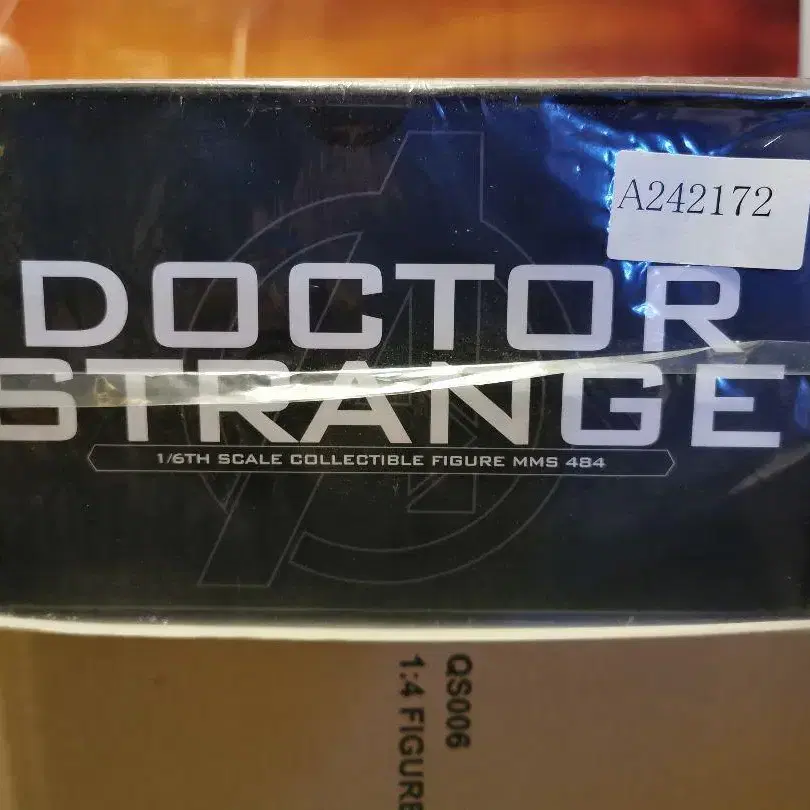 A242172
DOCTOR
STRANGE
1/6TH SCALE COLLECTIBLE FIGURE MMS 484
QS006
1:4 FIGURE